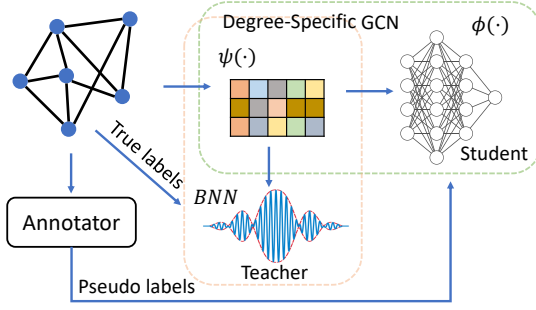 Degree-Specific GCN
ψ(·)
ϕ(·)
True labels
Student
BNN
Annotator
Teacher
Pseudo labels